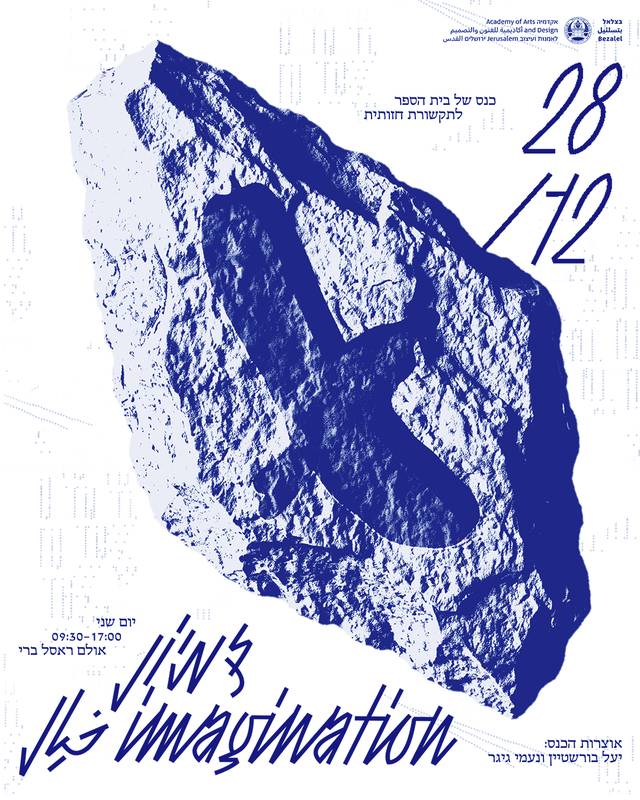 Academy of Arts אקדמיה
and Design أكاديمية للفنون والتصميم
לאמנות ועיצוב Jerusalem ירושלים القدس
בצלאל
بتسلئيل
Bezalel
28
/12
כנס של בית הספר
לתקשורת חזותית
יום שני
09:30-17:00
אולם ראסל ברי
דמיון
imagination خيال
אוצרות הכנס:
יעל בורשטיין ונעמי גיגר